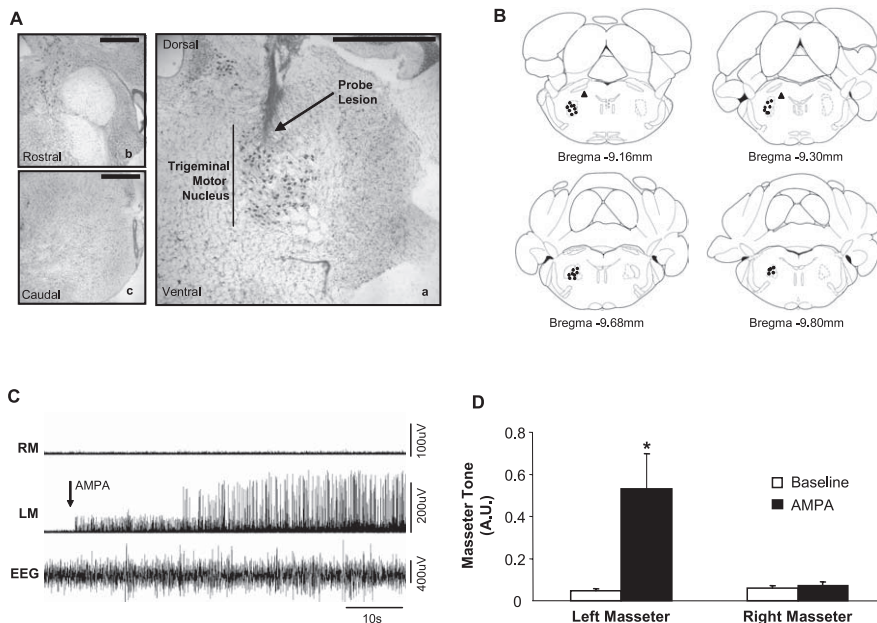 A
Rostral
b
Caudal
c
Dorsal
Probe
Lesion
Trigeminal
Motor
Nucleus
Ventral
a
B
Bregma -9.16mm
Bregma -9.30mm
Bregma -9.68mm
Bregma -9.80mm
C
RM
100uV
AMPA
LM
200uV
EEG
400uV
10s
D
Masseter Tone
(A.U.)
0.8
0.6
0.4
0.2
0
*
Baseline
AMPA
Left Masseter
Right Masseter